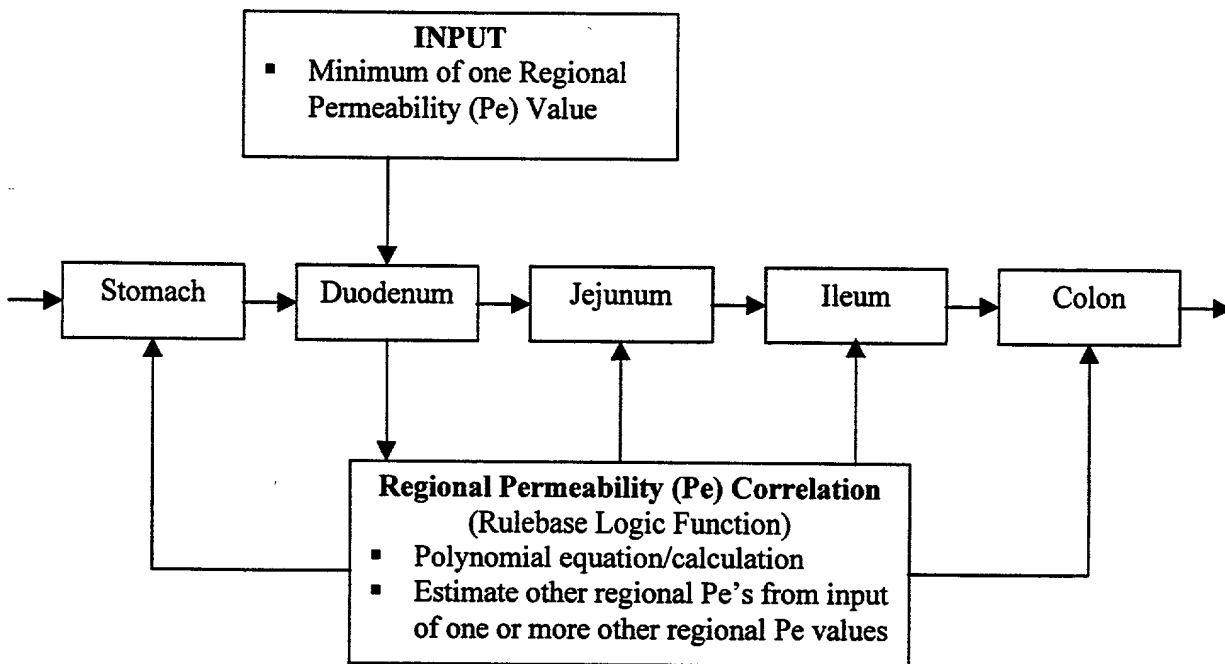 INPUT
▪ Minimum of one Regional
Permeability (Pe) Value
Stomach
Duodenum
Jejunum
Ileum
Colon
Regional Permeability (Pe) Correlation
(Rulebase Logic Function)
▪ Polynomial equation/calculation
▪ Estimate other regional Pe's from input
of one or more other regional Pe values